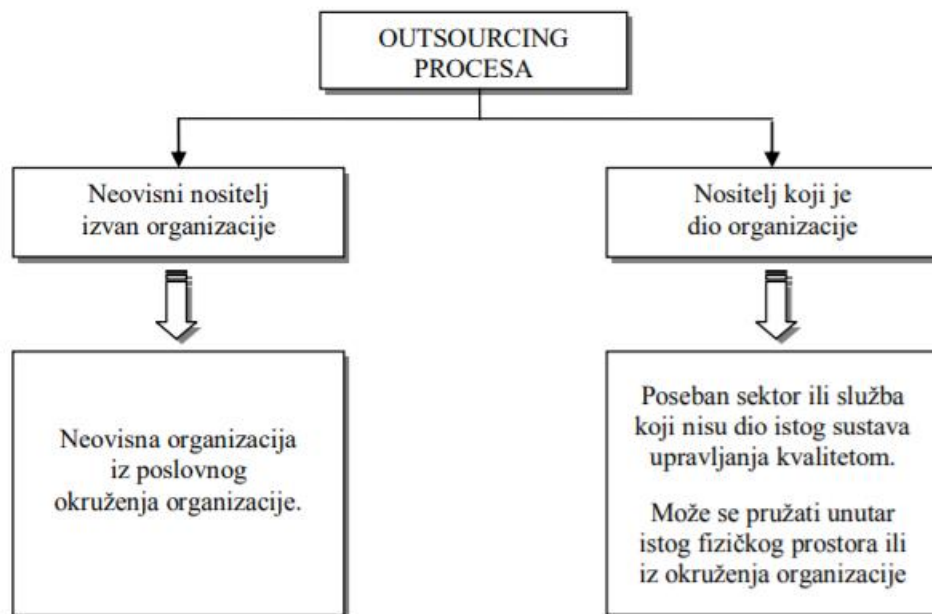 OUTSOURCING
PROCESA
Neovisni nositelj
izvan organizacije
Nositelj koji je
dio organizacije
Neovisna organizacija
iz poslovnog
okruženja organizacije.
Poseban sektor ili služba
koji nisu dio istog sustava
upravljanja kvalitetom.
Može se pružati unutar
istog fizičkog prostora ili
iz okruženja organizacije